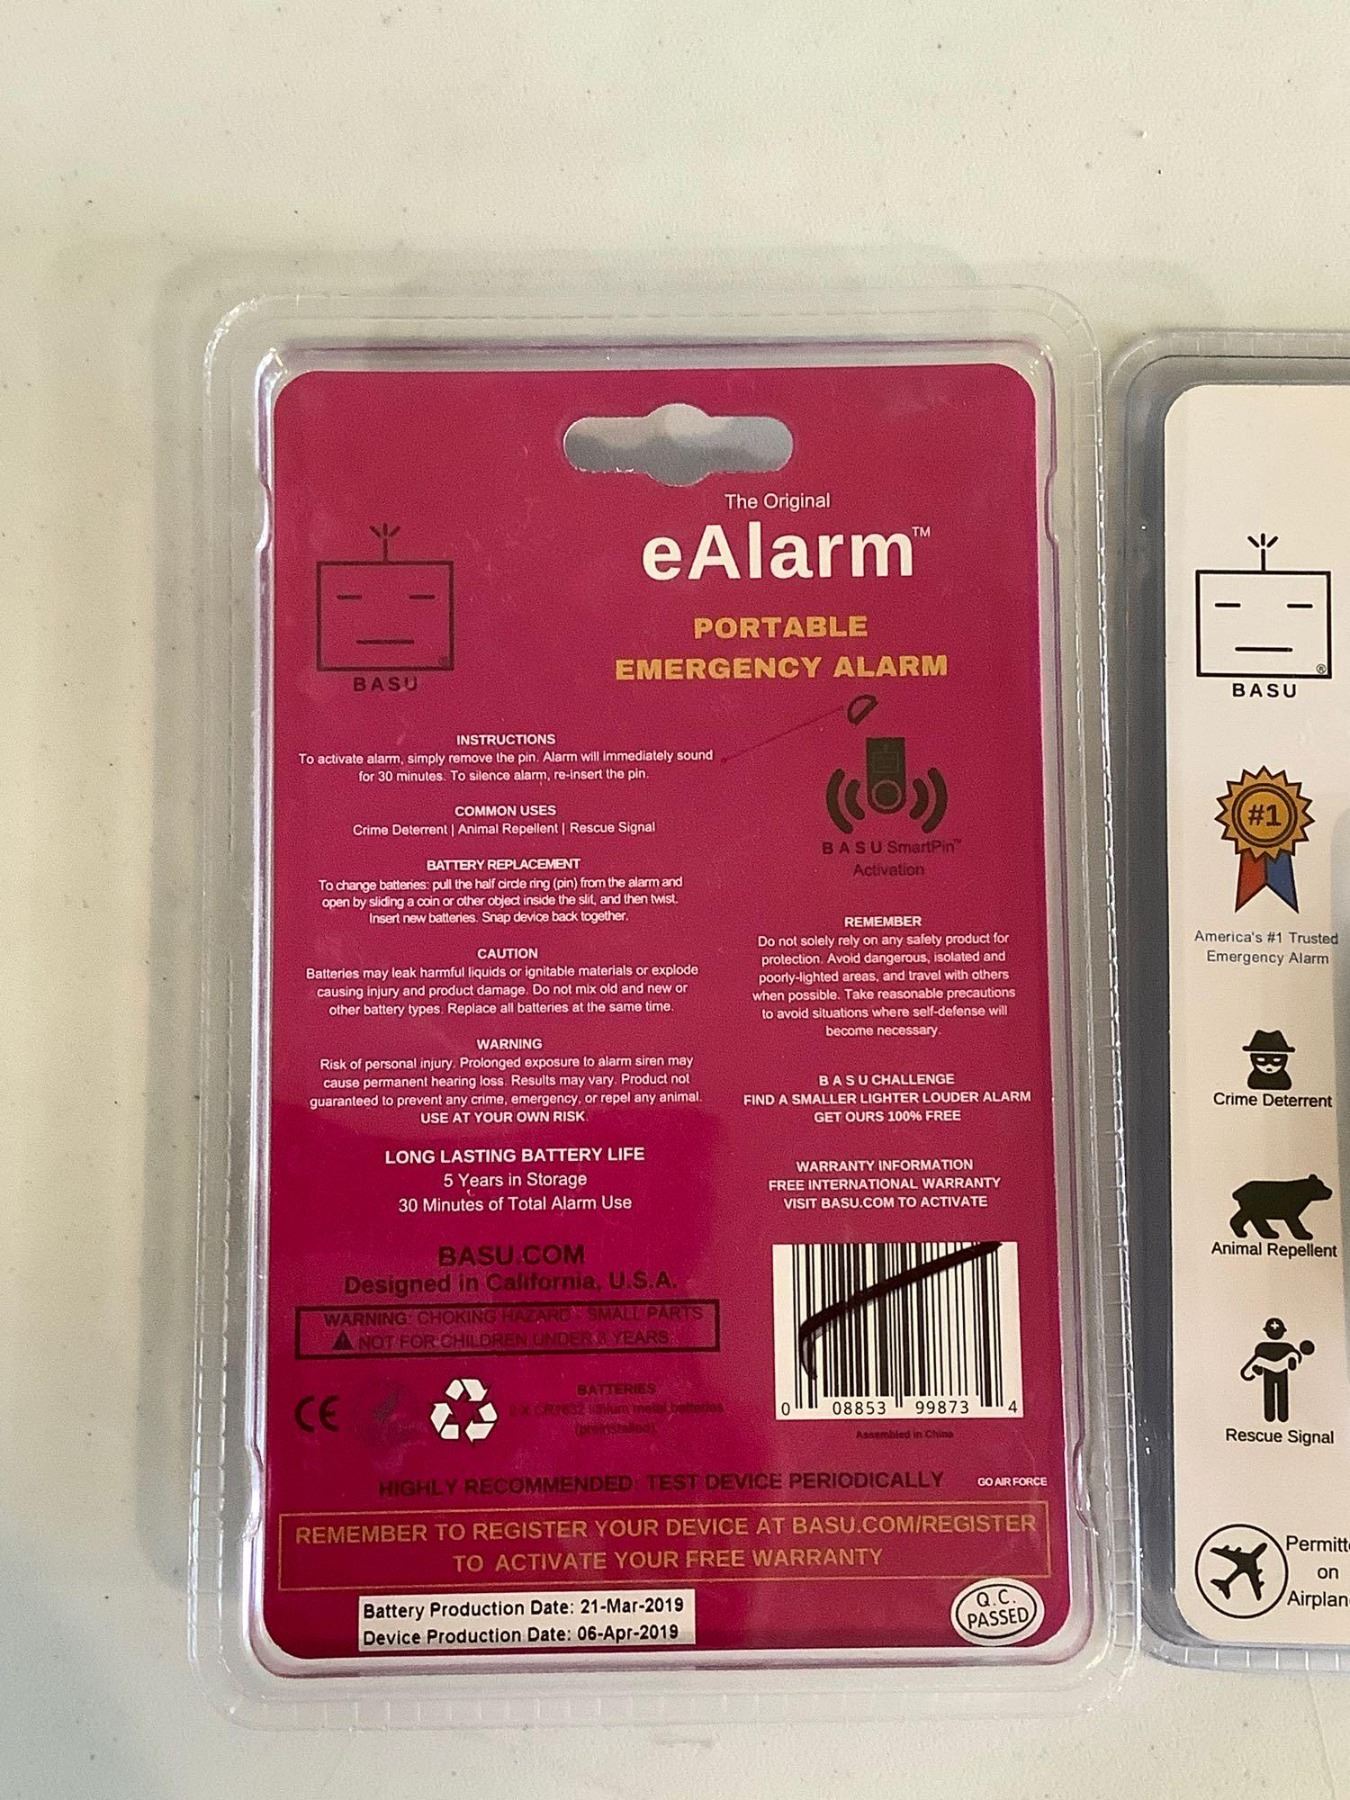 The Original
eAlarm™
PORTABLE
EMERGENCY ALARM
BASU
INSTRUCTIONS
To activate alarm, simply remove the pin. Alarm will immediately sound
for 30 minutes. To silence alarm, re-insert the pin.
COMMON USES
Crime Deterrent | Animal Repellent | Rescue Signal
BATTERY REPLACEMENT
To change batteries: pull the half circle ring (pin) from the alarm and
open by sliding a coin or other object inside the slit, and then twist.
Insert new batteries. Snap device back together.
CAUTION
Batteries may leak harmful liquids or ignitable materials or explode
causing injury and product damage. Do not mix old and new or
other battery types. Replace all batteries at the same time.
WARNING
Risk of personal injury. Prolonged exposure to alarm siren may
cause permanent hearing loss. Results may vary. Product not
guaranteed to prevent any crime, emergency, or repel any animal.
USE AT YOUR OWN RISK.
LONG LASTING BATTERY LIFE
5 Years in Storage
30 Minutes of Total Alarm Use
BASU.COM
Designed in California, U.S.A.
WARNING: CHOKING HAZARD - SMALL PARTS
NOT FOR CHILDREN UNDER YEARS
CE
BATTERIES
2 x CR1632 lithium metal batteries
(preinstalled)
BASU SmartPin™
Activation
REMEMBER
Do not solely rely on any safety product for
protection. Avoid dangerous, isolated and
poorly-lighted areas, and travel with others
when possible. Take reasonable precautions
to avoid situations where self-defense will
become necessary.
BASU CHALLENGE
FIND A SMALLER LIGHTER LOUDER ALARM
GET OURS 100% FREE
WARRANTY INFORMATION
FREE INTERNATIONAL WARRANTY
VISIT BASU.COM TO ACTIVATE
0 08853 99873 4
Assembled in China
HIGHLY RECOMMENDED: TEST DEVICE PERIODICALLY
GO AIR FORCE
REMEMBER TO REGISTER YOUR DEVICE AT BASU.COM/REGISTER
TO ACTIVATE YOUR FREE WARRANTY
Battery Production Date: 21-Mar-2019
Device Production Date: 06-Apr-2019
Q.C.
PASSED
®
BASU
#1
America's #1 Trusted
Emergency Alarm
Crime Deterrent
Animal Repellent
Rescue Signal
Permitte
on
Airplan